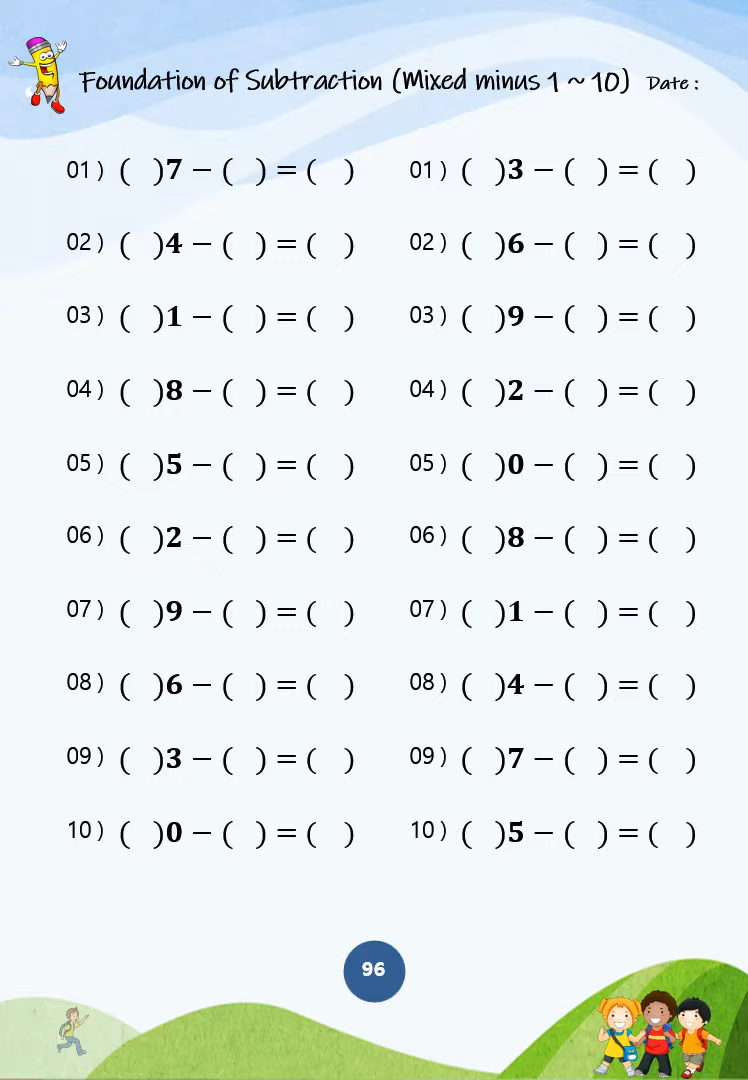 Foundation of Subtraction (Mixed minus 1 ~ 10) Date :
01 ) ( )7 − ( ) = ( ) 01 ) ( )3 − ( ) = ( )
02 ) ( )4 − ( ) = ( ) 02 ) ( )6 − ( ) = ( )
03 ) ( )1 − ( ) = ( ) 03 ) ( )9 − ( ) = ( )
04 ) ( )8 − ( ) = ( ) 04 ) ( )2 − ( ) = ( )
05 ) ( )5 − ( ) = ( ) 05 ) ( )0 − ( ) = ( )
06 ) ( )2 − ( ) = ( ) 06 ) ( )8 − ( ) = ( )
07 ) ( )9 − ( ) = ( ) 07 ) ( )1 − ( ) = ( )
08 ) ( )6 − ( ) = ( ) 08 ) ( )4 − ( ) = ( )
09 ) ( )3 − ( ) = ( ) 09 ) ( )7 − ( ) = ( )
10 ) ( )0 − ( ) = ( ) 10 ) ( )5 − ( ) = ( )
96